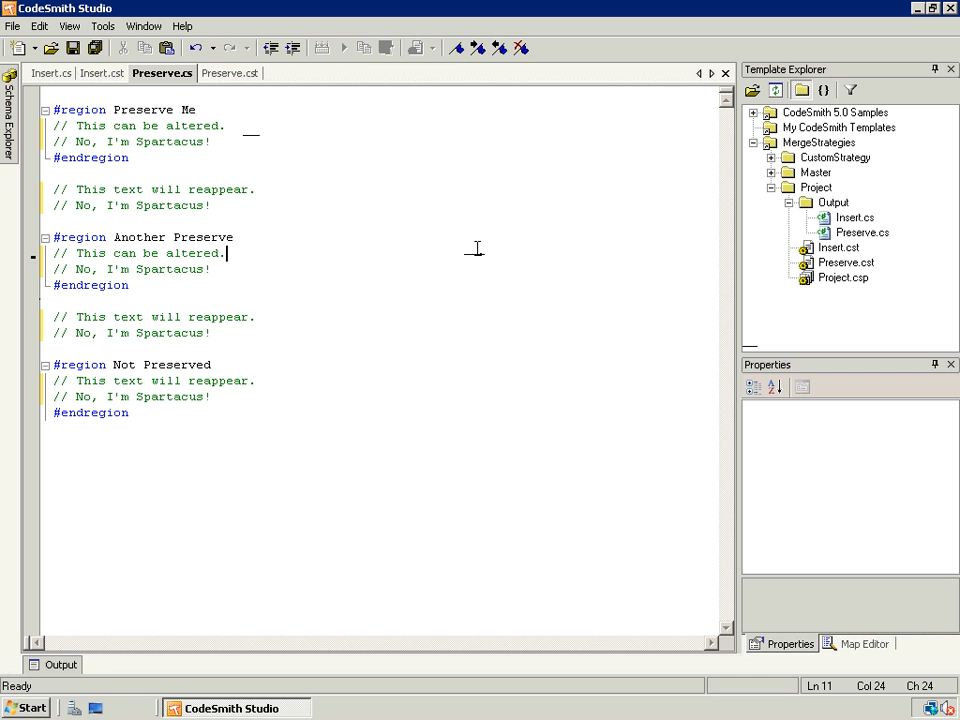 CodeSmith Studio
File Edit View Tools Window Help
Insert.cs Insert.cst Preserve.cs Preserve.cst
Schema Explorer
#region Preserve Me
// This can be altered.
// No, I'm Spartacus!
#endregion
// This text will reappear.
// No, I'm Spartacus!
#region Another Preserve
// This can be altered.
// No, I'm Spartacus!
#endregion
// This text will reappear.
// No, I'm Spartacus!
#region Not Preserved
// This text will reappear.
// No, I'm Spartacus!
#endregion
Template Explorer
CodeSmith 5.0 Samples
My CodeSmith Templates
MergeStrategies
CustomStrategy
Master
Project
Output
Insert.cs
Preserve.cs
Insert.cst
Preserve.cst
Project.csp
Properties
Properties Map Editor
Output
Ready Ln 11 Col 24 Ch 24
Start CodeSmith Studio